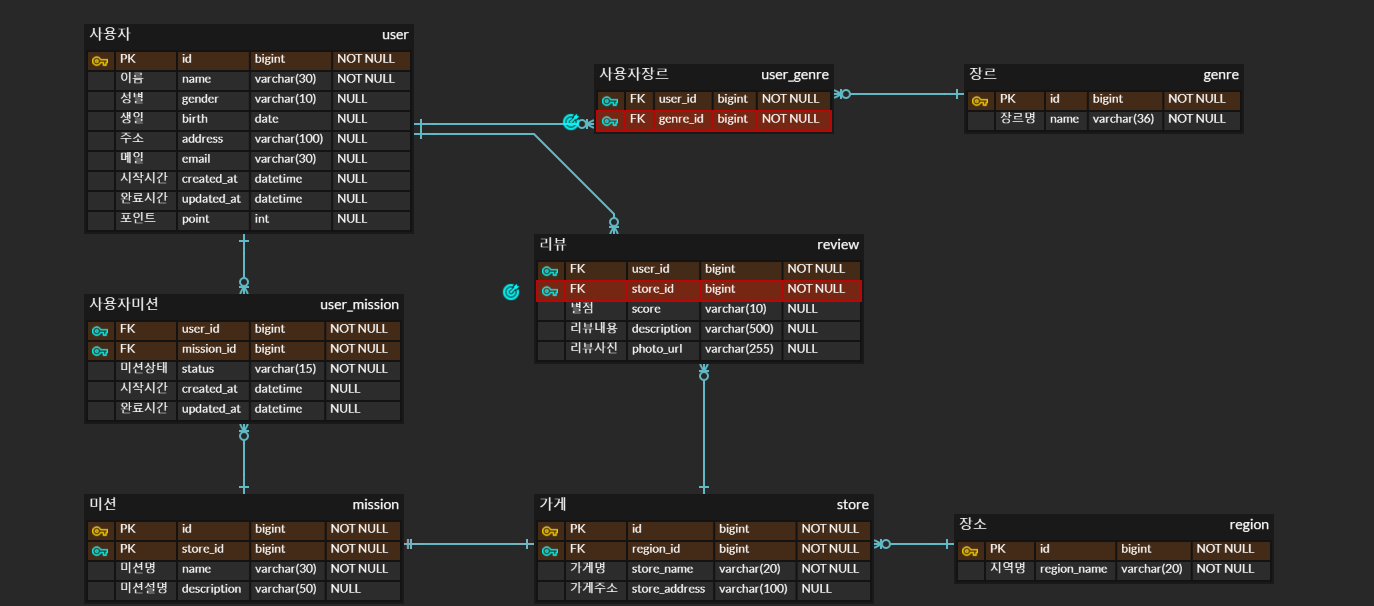 사용자 user
PK id bigint NOT NULL
이름 name varchar(30) NOT NULL
성별 gender varchar(10) NULL
생일 birth date NULL
주소 address varchar(100) NULL
메일 email varchar(30) NULL
시작시간 created_at datetime NULL
완료시간 updated_at datetime NULL
포인트 point int NULL
사용자장르 user_genre
FK user_id bigint NOT NULL
FK genre_id bigint NOT NULL
장르 genre
PK id bigint NOT NULL
장르명 name varchar(36) NOT NULL
리뷰 review
FK user_id bigint NOT NULL
FK store_id bigint NOT NULL
별점 score varchar(10) NULL
리뷰내용 description varchar(500) NULL
리뷰사진 photo_url varchar(255) NULL
사용자미션 user_mission
FK user_id bigint NOT NULL
FK mission_id bigint NOT NULL
미션상태 status varchar(15) NOT NULL
시작시간 created_at datetime NULL
완료시간 updated_at datetime NULL
미션 mission
PK id bigint NOT NULL
PK store_id bigint NOT NULL
미션명 name varchar(30) NOT NULL
미션설명 description varchar(50) NULL
가게 store
PK id bigint NOT NULL
FK region_id bigint NOT NULL
가게명 store_name varchar(20) NOT NULL
가게주소 store_address varchar(100) NULL
장소 region
PK id bigint NOT NULL
지역명 region_name varchar(20) NOT NULL